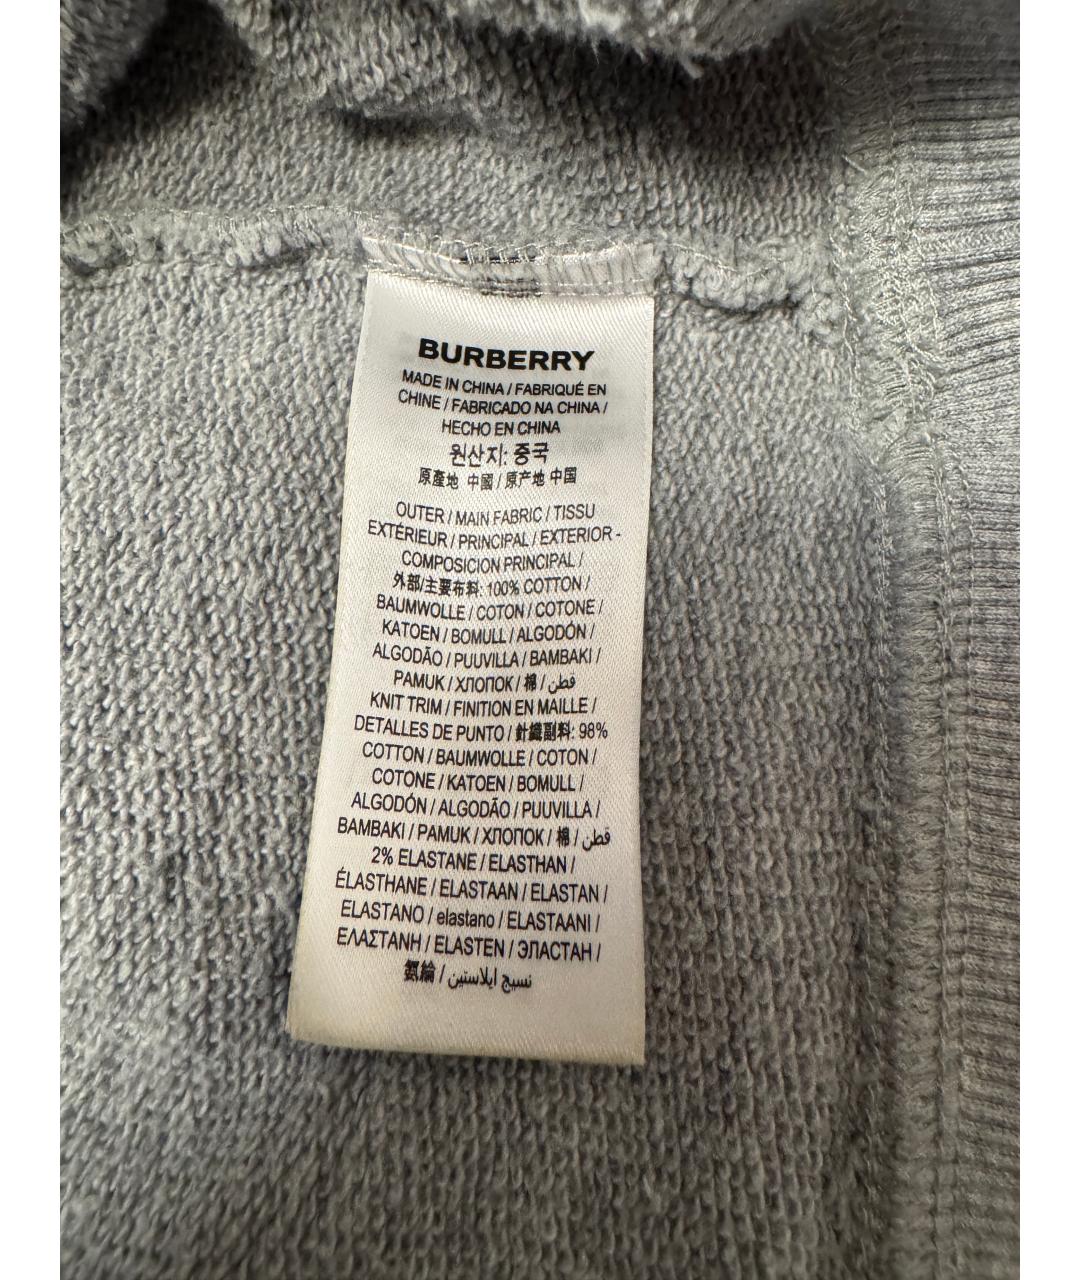 BURBERRY
MADE IN CHINA / FABRIQUÉ EN
CHINE / FABRICADO NA CHINA /
HECHO EN CHINA
원산지: 중국
原產地 中國 / 原产地 中国
OUTER / MAIN FABRIC / TISSU
EXTÉRIEUR / PRINCIPAL / EXTERIOR -
COMPOSICION PRINCIPAL /
外部/主要布料: 100% COTTON /
BAUMWOLLE / COTON / COTONE /
KATOEN / BOMULL / ALGODÓN /
ALGODÃO / PUUVILLA / BAMBAKI /
PAMUK / ХЛОПОК / 棉 / قطن
KNIT TRIM / FINITION EN MAILLE /
DETALLES DE PUNTO / 針織副料: 98%
COTTON / BAUMWOLLE / COTON /
COTONE / KATOEN / BOMULL /
ALGODÓN / ALGODÃO / PUUVILLA /
BAMBAKI / PAMUK / ХЛОПОК / 棉 / قطن
2% ELASTANE / ELASTHAN /
ÉLASTHANE / ELASTAAN / ELASTAN /
ELASTANO / elastano / ELASTAANI /
ΕΛΑΣΤΑΝΗ / ELASTEN / ЭЛАСТАН /
氨綸 / نسيج ايلاستين